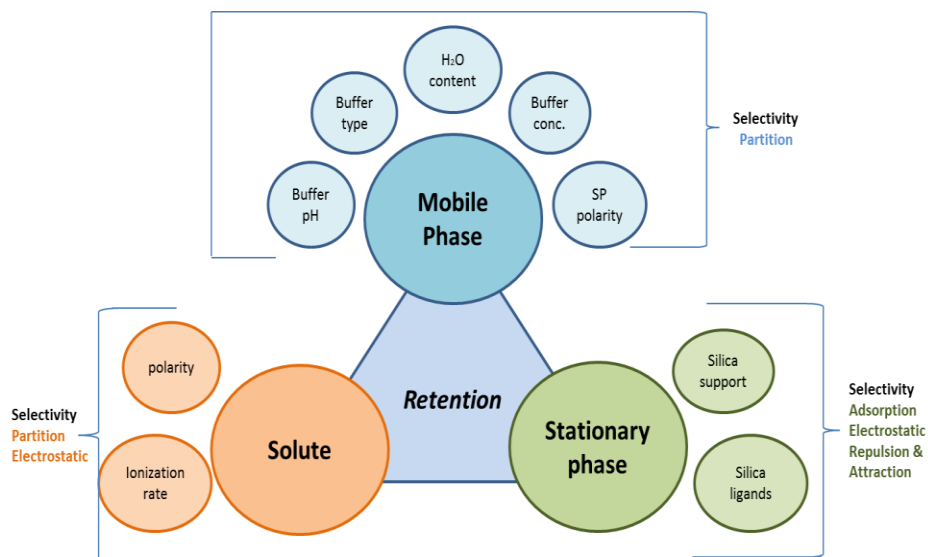 H₂O
content
Buffer
type
Buffer
conc.
Buffer
pH
Mobile
Phase
SP
polarity
Selectivity
Partition
polarity
Ionization
rate
Solute
Selectivity
Partition
Electrostatic
Retention
Stationary
phase
Silica
support
Silica
ligands
Selectivity
Adsorption
Electrostatic
Repulsion &
Attraction